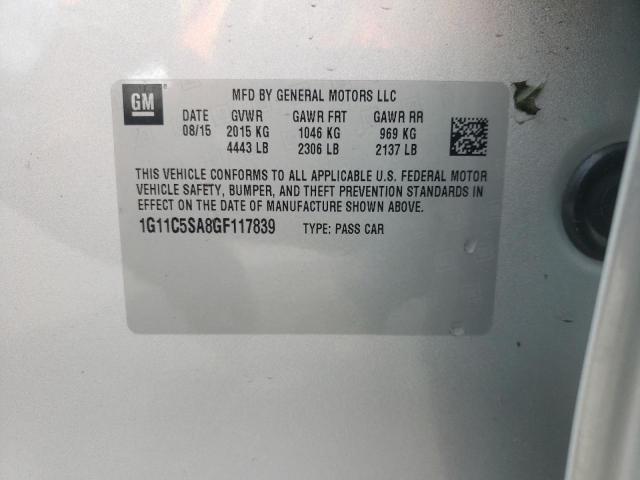 GM
MFD BY GENERAL MOTORS LLC
DATE GVWR GAWR FRT GAWR RR
08/15 2015 KG 1046 KG 969 KG
4443 LB 2306 LB 2137 LB
THIS VEHICLE CONFORMS TO ALL APPLICABLE U.S. FEDERAL MOTOR
VEHICLE SAFETY, BUMPER, AND THEFT PREVENTION STANDARDS IN
EFFECT ON THE DATE OF MANUFACTURE SHOWN ABOVE.
1G11C5SA8GF117839 TYPE: PASS CAR